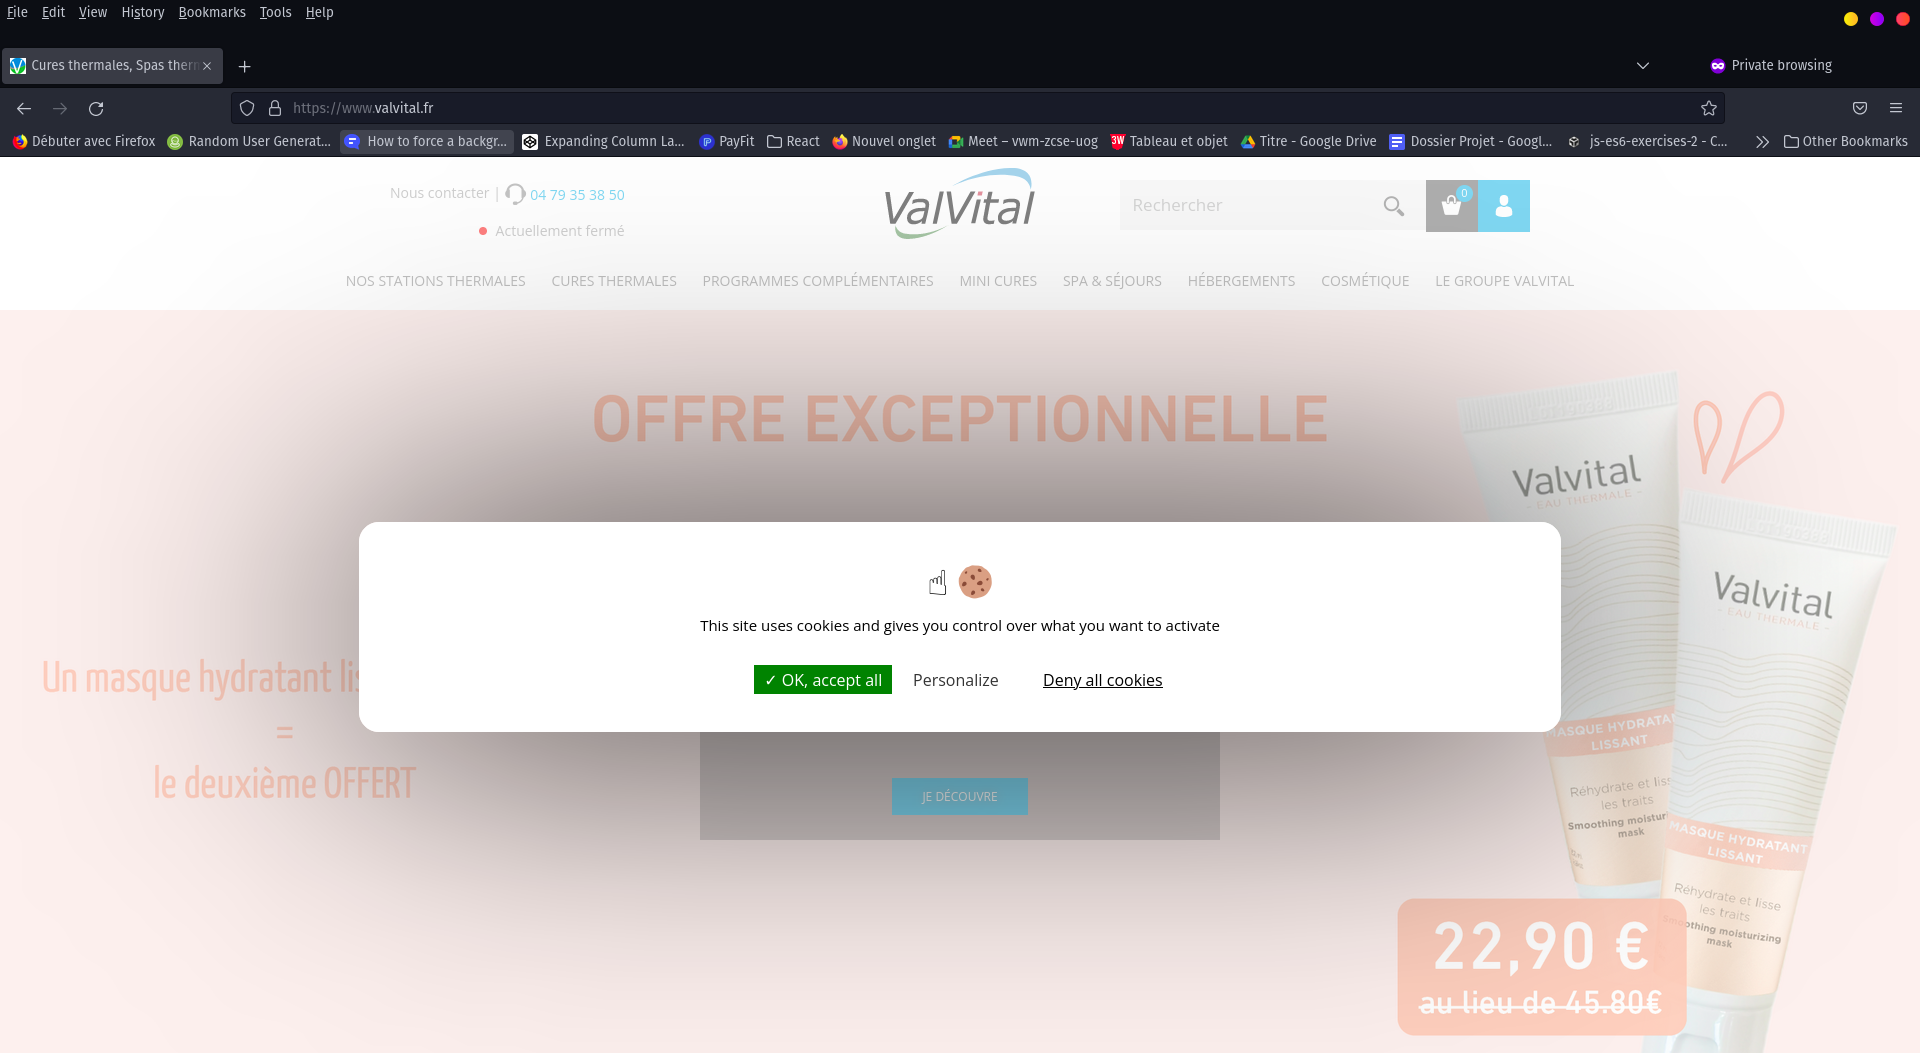 File Edit View History Bookmarks Tools Help
Cures thermales, Spas therm
Private browsing
https://www.valvital.fr
Débuter avec Firefox Random User Generat... How to force a backgr... Expanding Column La... PayFit React Nouvel onglet Meet – vwm-zcse-uog Tableau et objet Titre - Google Drive Dossier Projet - Googl... js-es6-exercises-2 - C... Other Bookmarks
Nous contacter | 04 79 35 38 50
Actuellement fermé
ValVital
Rechercher
0
NOS STATIONS THERMALES CURES THERMALES PROGRAMMES COMPLÉMENTAIRES MINI CURES SPA & SÉJOURS HÉBERGEMENTS COSMÉTIQUE LE GROUPE VALVITAL
OFFRE EXCEPTIONNELLE
This site uses cookies and gives you control over what you want to activate
✓ OK, accept all Personalize Deny all cookies
Un masque hydratant lis
=
le deuxième OFFERT
JE DÉCOUVRE
Valvital
- EAU THERMALE -
MASQUE HYDRATAN
LISSANT
Réhydrate et liss
les traits
Smoothing moistur
mask
Valvital
- EAU THERMALE -
MASQUE HYDRATANT
LISSANT
Réhydrate et lisse
les traits
Smoothing moisturizing
mask
22,90 €
au lieu de 45.80€